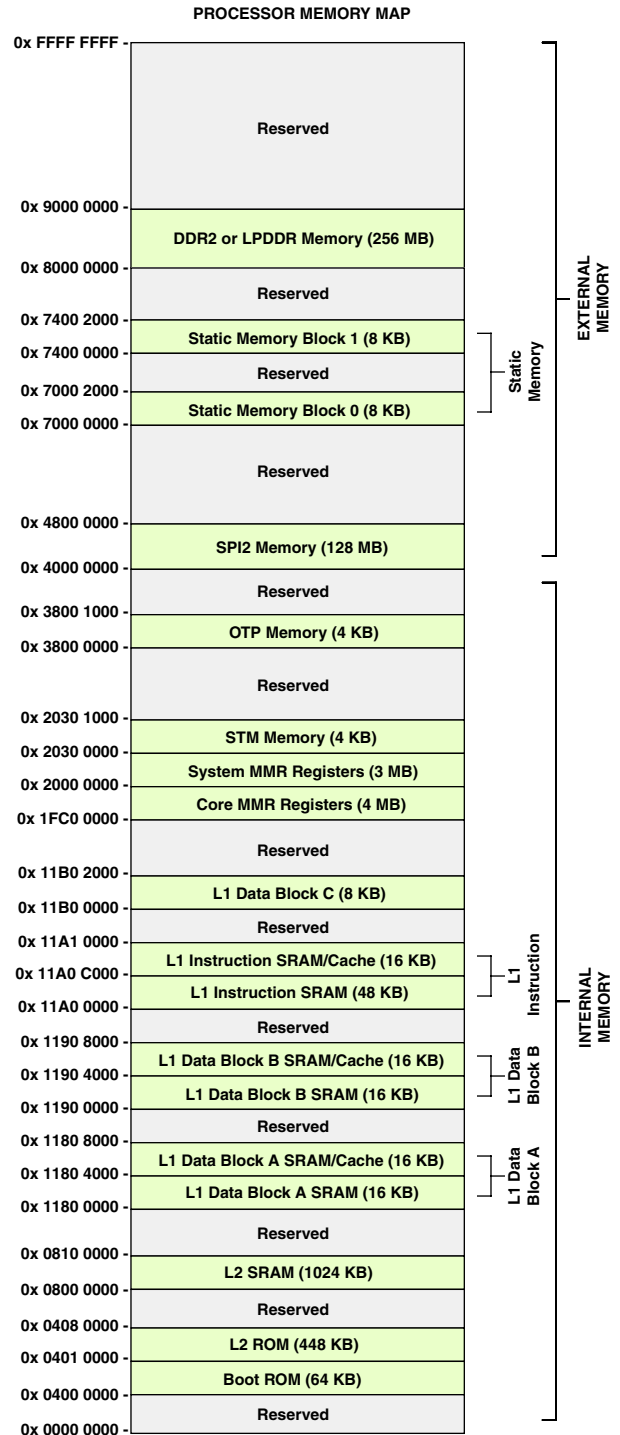 PROCESSOR MEMORY MAP
0x FFFF FFFF -
Reserved
0x 9000 0000 -
DDR2 or LPDDR Memory (256 MB)
0x 8000 0000 -
Reserved
0x 7400 2000 -
Static Memory Block 1 (8 KB)
0x 7400 0000 -
Reserved
0x 7000 2000 -
Static Memory Block 0 (8 KB)
0x 7000 0000 -
Reserved
0x 4800 0000 -
SPI2 Memory (128 MB)
0x 4000 0000 -
Reserved
0x 3800 1000 -
OTP Memory (4 KB)
0x 3800 0000 -
Reserved
0x 2030 1000 -
STM Memory (4 KB)
0x 2030 0000 -
System MMR Registers (3 MB)
0x 2000 0000 -
Core MMR Registers (4 MB)
0x 1FC0 0000 -
Reserved
0x 11B0 2000 -
L1 Data Block C (8 KB)
0x 11B0 0000 -
Reserved
0x 11A1 0000 -
L1 Instruction SRAM/Cache (16 KB)
0x 11A0 C000 -
L1 Instruction SRAM (48 KB)
0x 11A0 0000 -
Reserved
0x 1190 8000 -
L1 Data Block B SRAM/Cache (16 KB)
0x 1190 4000 -
L1 Data Block B SRAM (16 KB)
0x 1190 0000 -
Reserved
0x 1180 8000 -
L1 Data Block A SRAM/Cache (16 KB)
0x 1180 4000 -
L1 Data Block A SRAM (16 KB)
0x 1180 0000 -
Reserved
0x 0810 0000 -
L2 SRAM (1024 KB)
0x 0800 0000 -
Reserved
0x 0408 0000 -
L2 ROM (448 KB)
0x 0401 0000 -
Boot ROM (64 KB)
0x 0400 0000 -
Reserved
0x 0000 0000 -
Static
Memory
L1
Instruction
L1 Data
Block B
L1 Data
Block A
EXTERNAL
MEMORY
INTERNAL
MEMORY